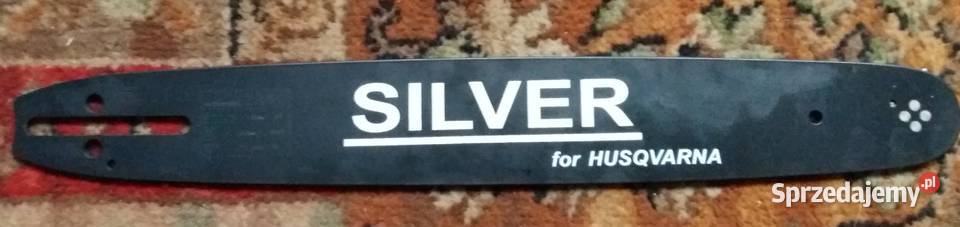 SILVER
for HUSQVARNA
Sprzedajemy.pl